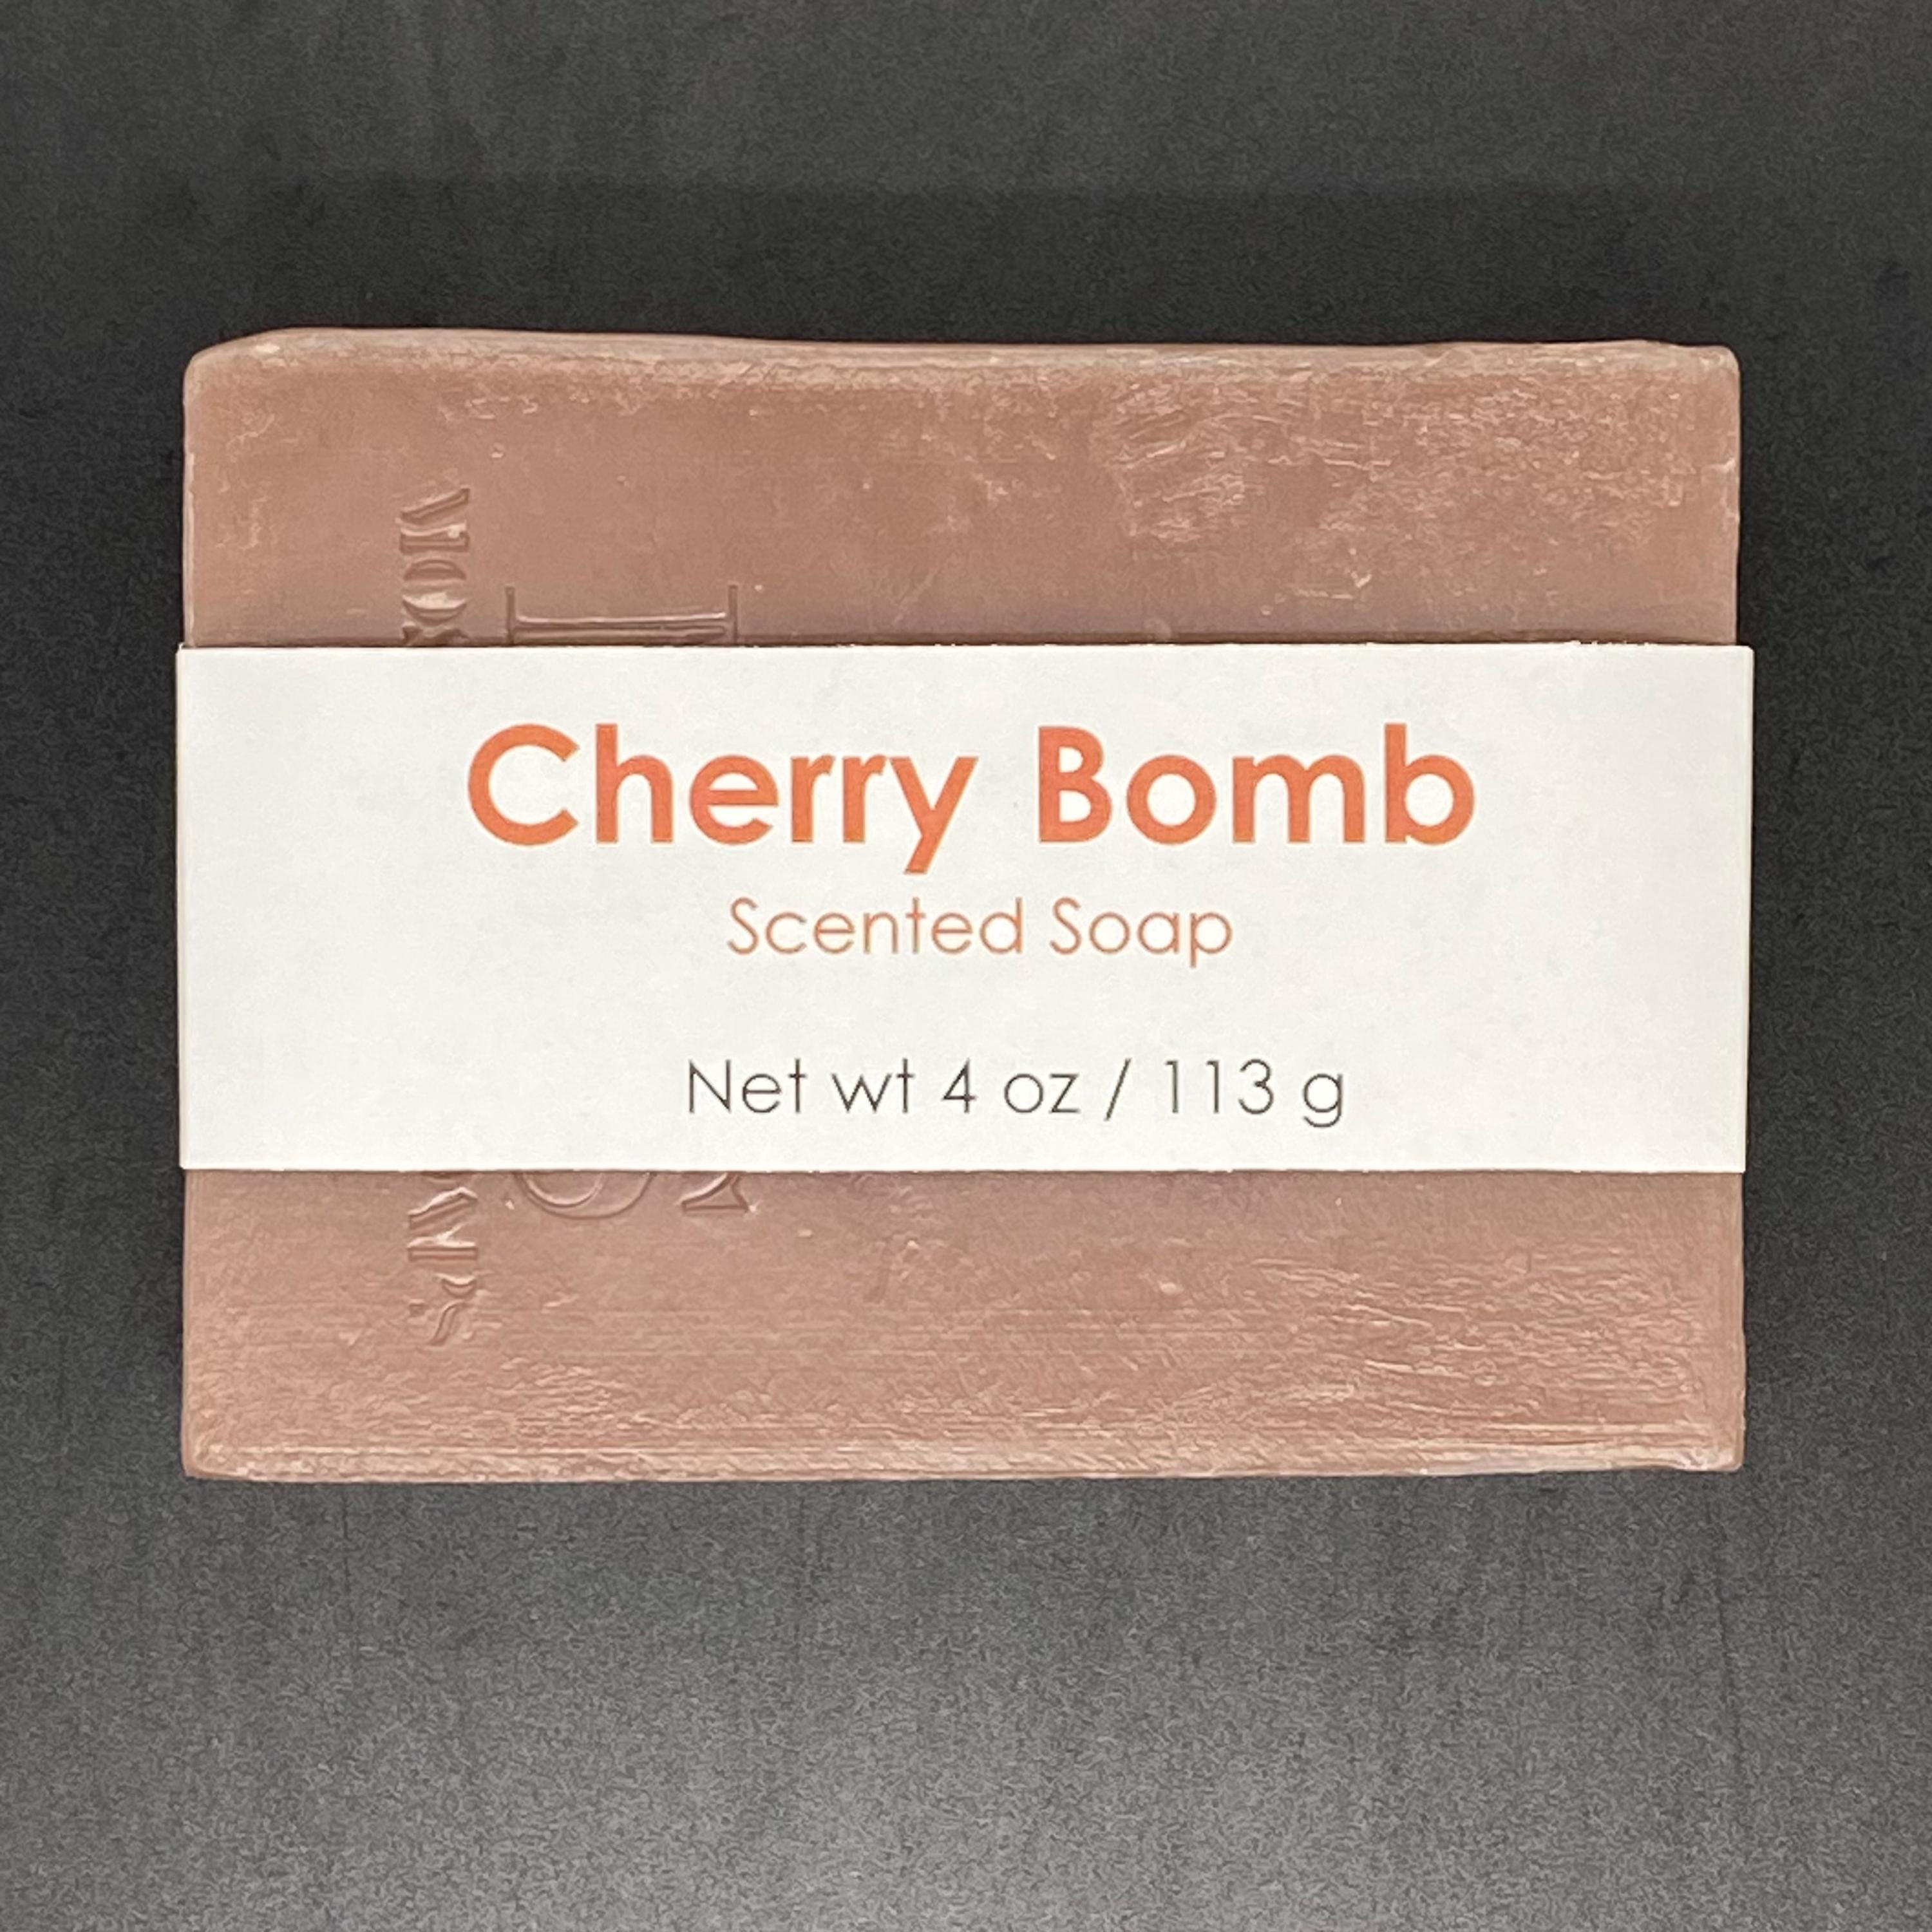 Cherry Bomb
Scented Soap
Net wt 4 oz / 113 g